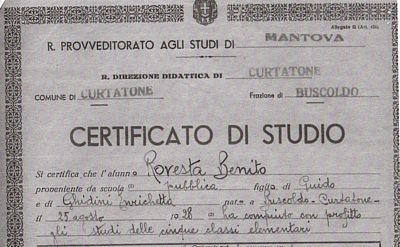 Allegato G (Art. 131)
R. PROVVEDITORATO AGLI STUDI DI MANTOVA
R. DIREZIONE DIDATTICA DI CURTATONE
COMUNE DI CURTATONE Frazione di BUSCOLDO
CERTIFICATO DI STUDIO
Si certifica che l'alunno Rovesta Benito
proveniente da scuola pubblica figlio di Guido
e di Ghidini Enrichetta nato a Buscoldo - Curtatone -
il 25 agosto 1928 ha compiuto con profitto
gli studi delle cinque classi elementari